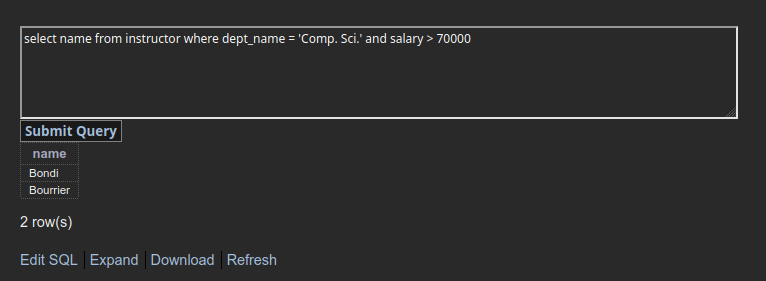 select name from instructor where dept_name = 'Comp. Sci.' and salary > 70000
Submit Query
name
Bondi
Bourrier
2 row(s)
Edit SQL Expand Download Refresh